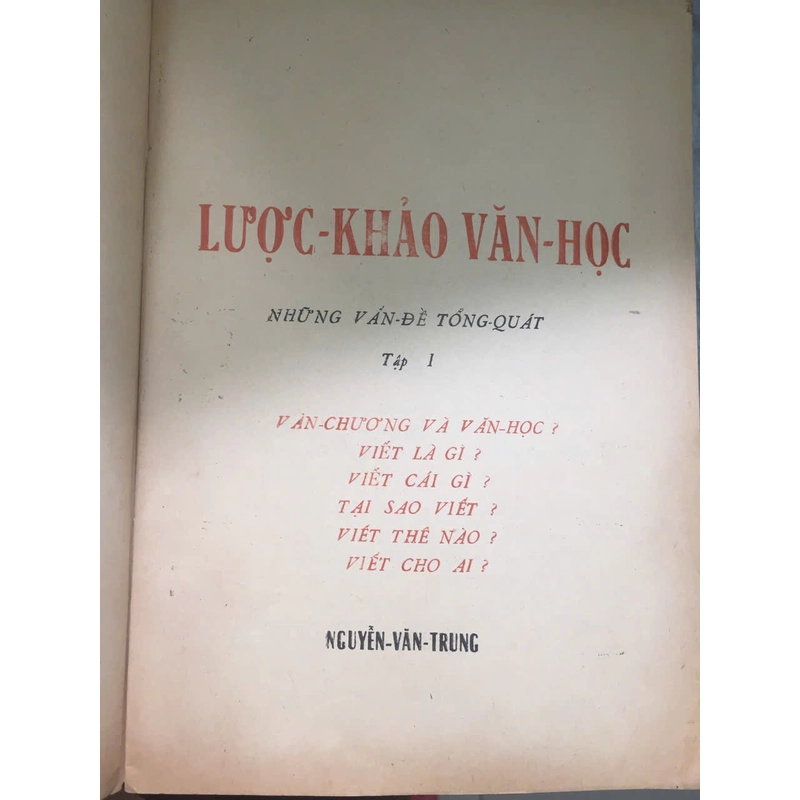 LƯỢC-KHẢO VĂN-HỌC
NHỮNG VẤN-ĐỀ TỔNG-QUÁT
Tập I
VĂN-CHƯƠNG VÀ VĂN-HỌC ?
VIẾT LÀ GÌ ?
VIẾT CÁI GÌ ?
TẠI SAO VIẾT ?
VIẾT THẾ NÀO ?
VIẾT CHO AI ?
NGUYỄN-VĂN-TRUNG